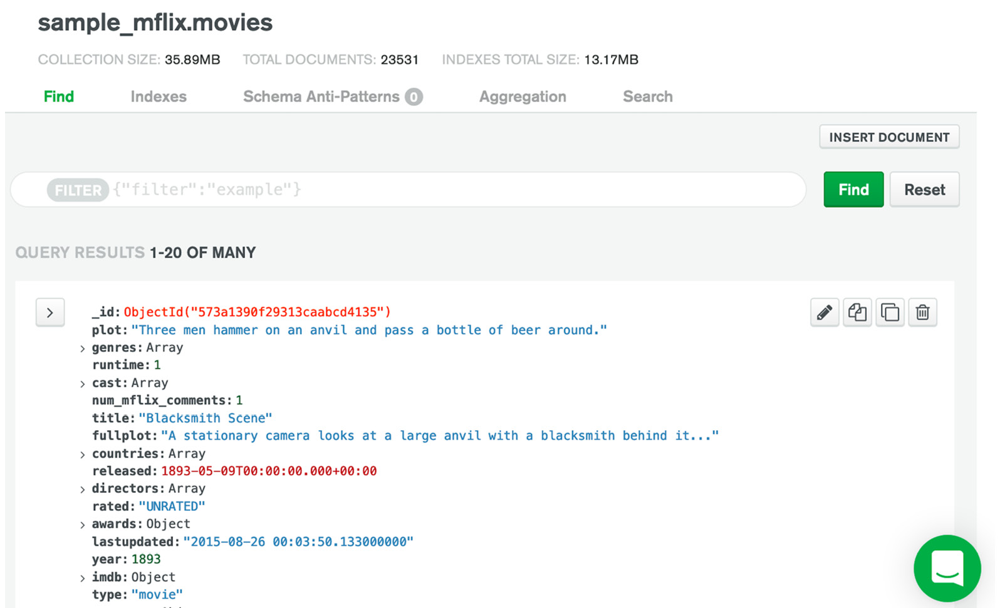 sample_mflix.movies
COLLECTION SIZE: 35.89MB TOTAL DOCUMENTS: 23531 INDEXES TOTAL SIZE: 13.17MB
Find Indexes Schema Anti-Patterns 0 Aggregation Search
INSERT DOCUMENT
FILTER {"filter":"example"} Find Reset
QUERY RESULTS 1-20 OF MANY
_id: ObjectId("573a1390f29313caabcd4135")
plot: "Three men hammer on an anvil and pass a bottle of beer around."
genres: Array
runtime: 1
cast: Array
num_mflix_comments: 1
title: "Blacksmith Scene"
fullplot: "A stationary camera looks at a large anvil with a blacksmith behind it..."
countries: Array
released: 1893-05-09T00:00:00.000+00:00
directors: Array
rated: "UNRATED"
awards: Object
lastupdated: "2015-08-26 00:03:50.133000000"
year: 1893
imdb: Object
type: "movie"